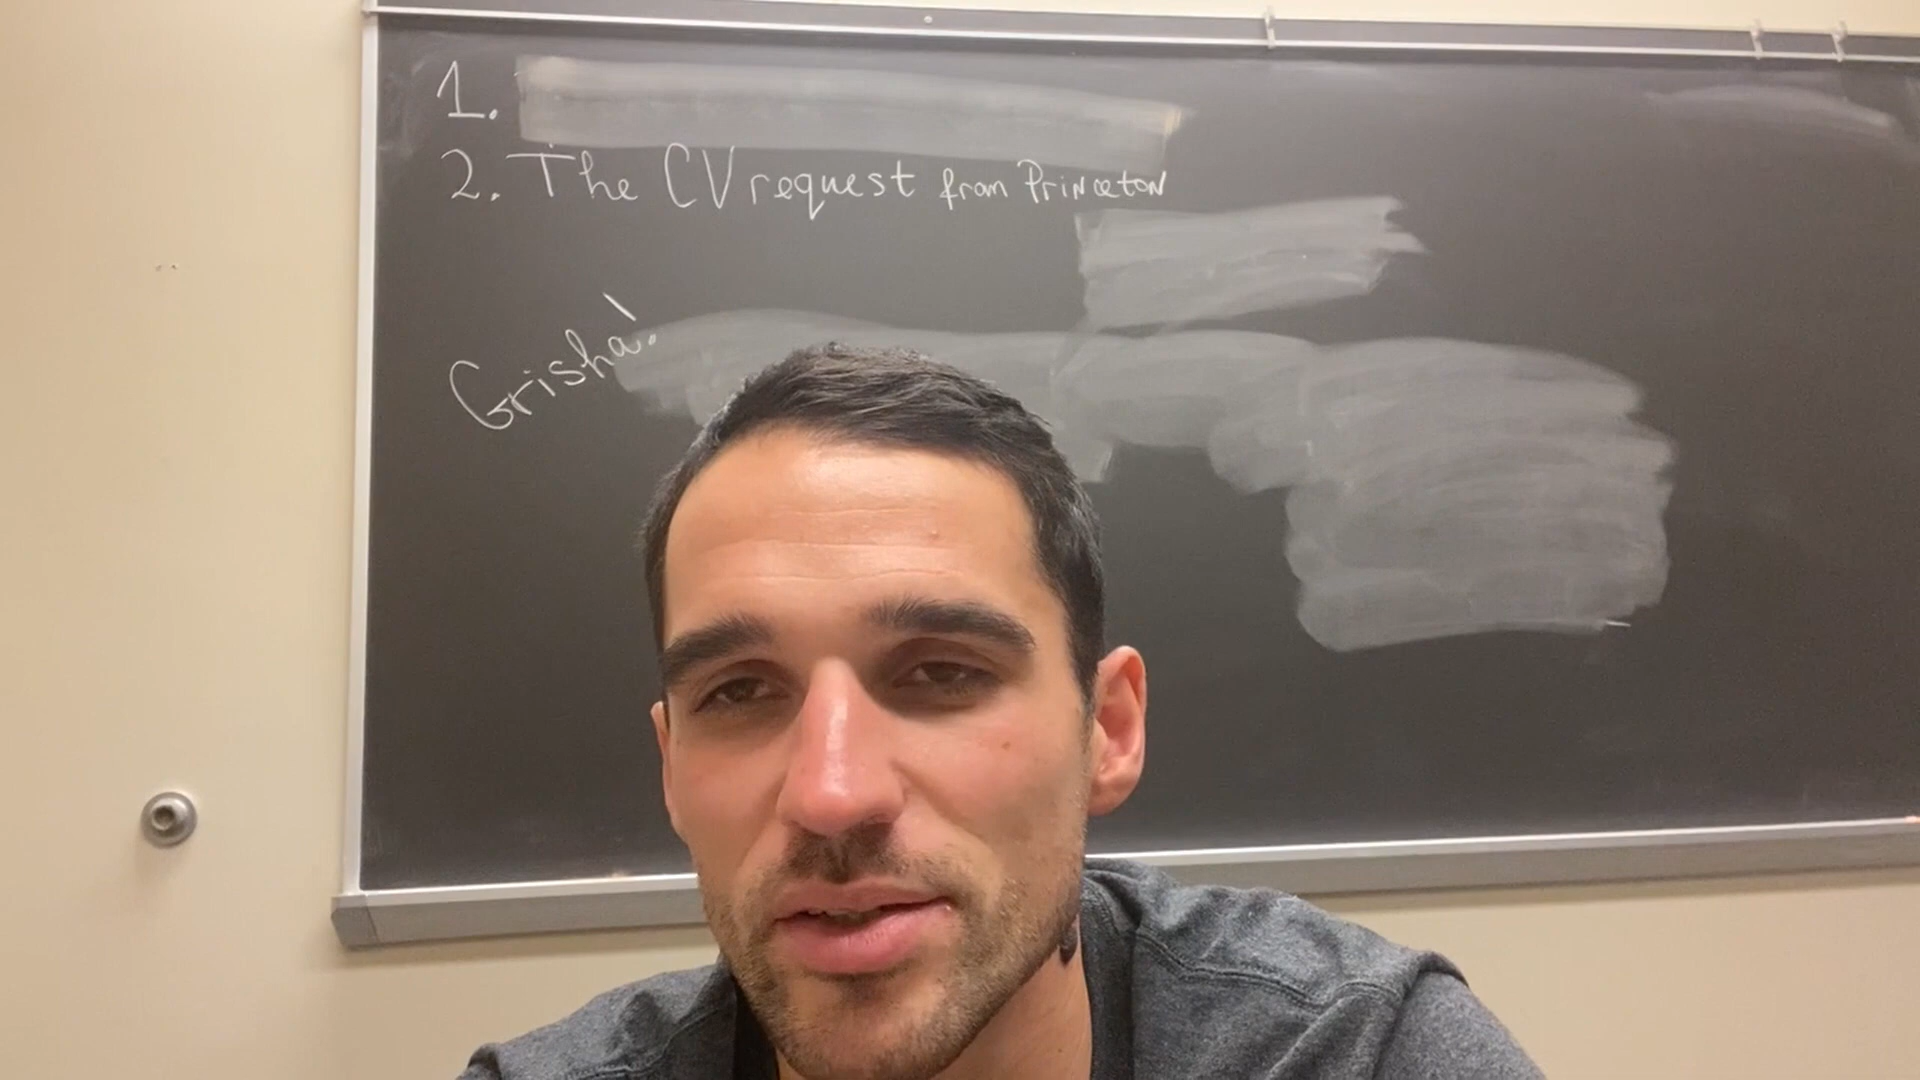 1.
2. The CV request from Princeton
Grisha!